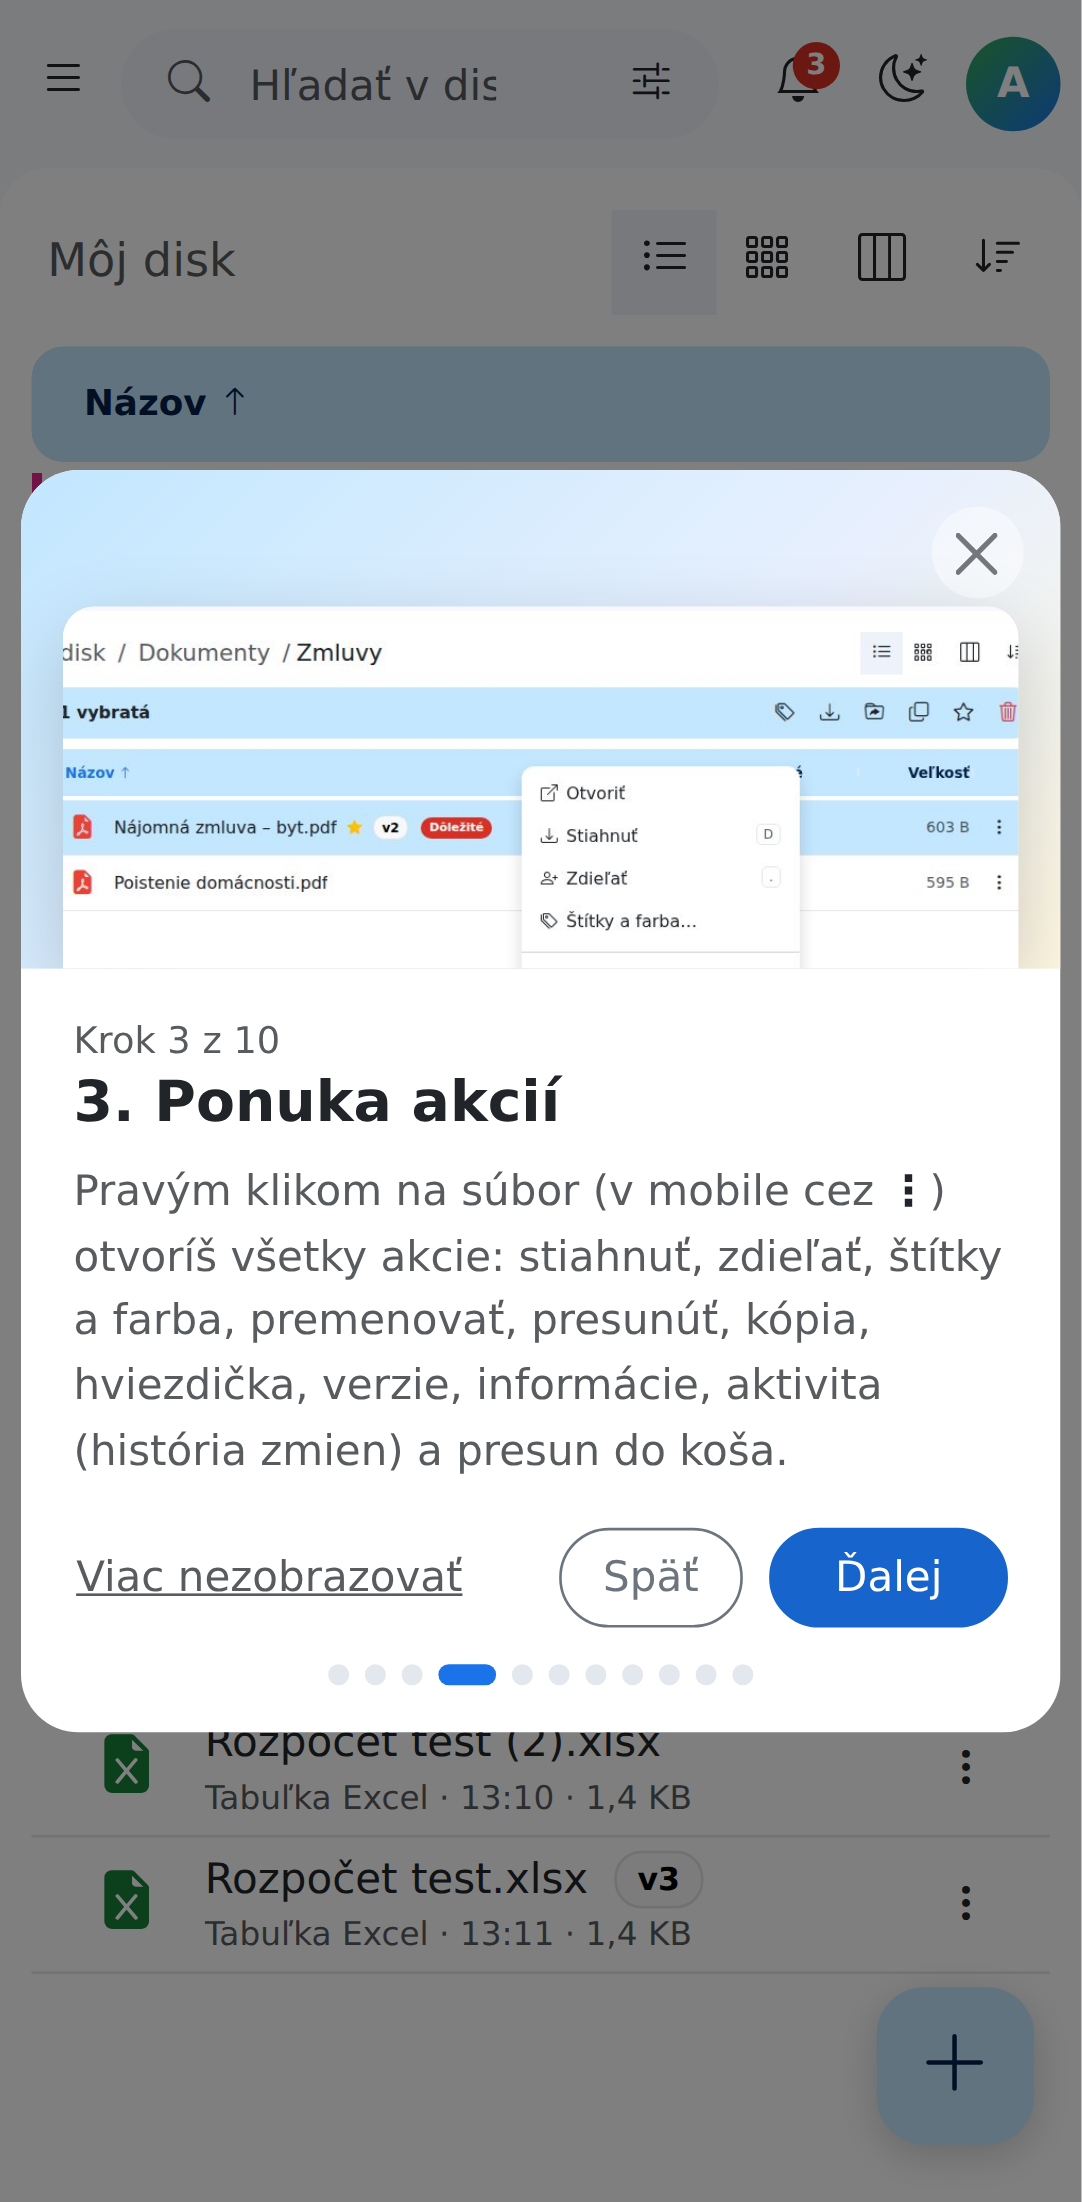 Hľadať v dis
3
A
Môj disk
Názov ↑
disk / Dokumenty / Zmluvy
1 vybratá
Názov ↑
Veľkosť
Nájomná zmluva – byt.pdf v2 Dôležité
603 B
Poistenie domácnosti.pdf
595 B
Otvoriť
Stiahnuť D
Zdieľať .
Štítky a farba...
Krok 3 z 10
3. Ponuka akcií
Pravým klikom na súbor (v mobile cez ⋮)
otvoríš všetky akcie: stiahnuť, zdieľať, štítky
a farba, premenovať, presunúť, kópia,
hviezdička, verzie, informácie, aktivita
(história zmien) a presun do koša.
Viac nezobrazovať
Späť
Ďalej
Rozpočet test (2).xlsx
Tabuľka Excel · 13:10 · 1,4 KB
Rozpočet test.xlsx v3
Tabuľka Excel · 13:11 · 1,4 KB